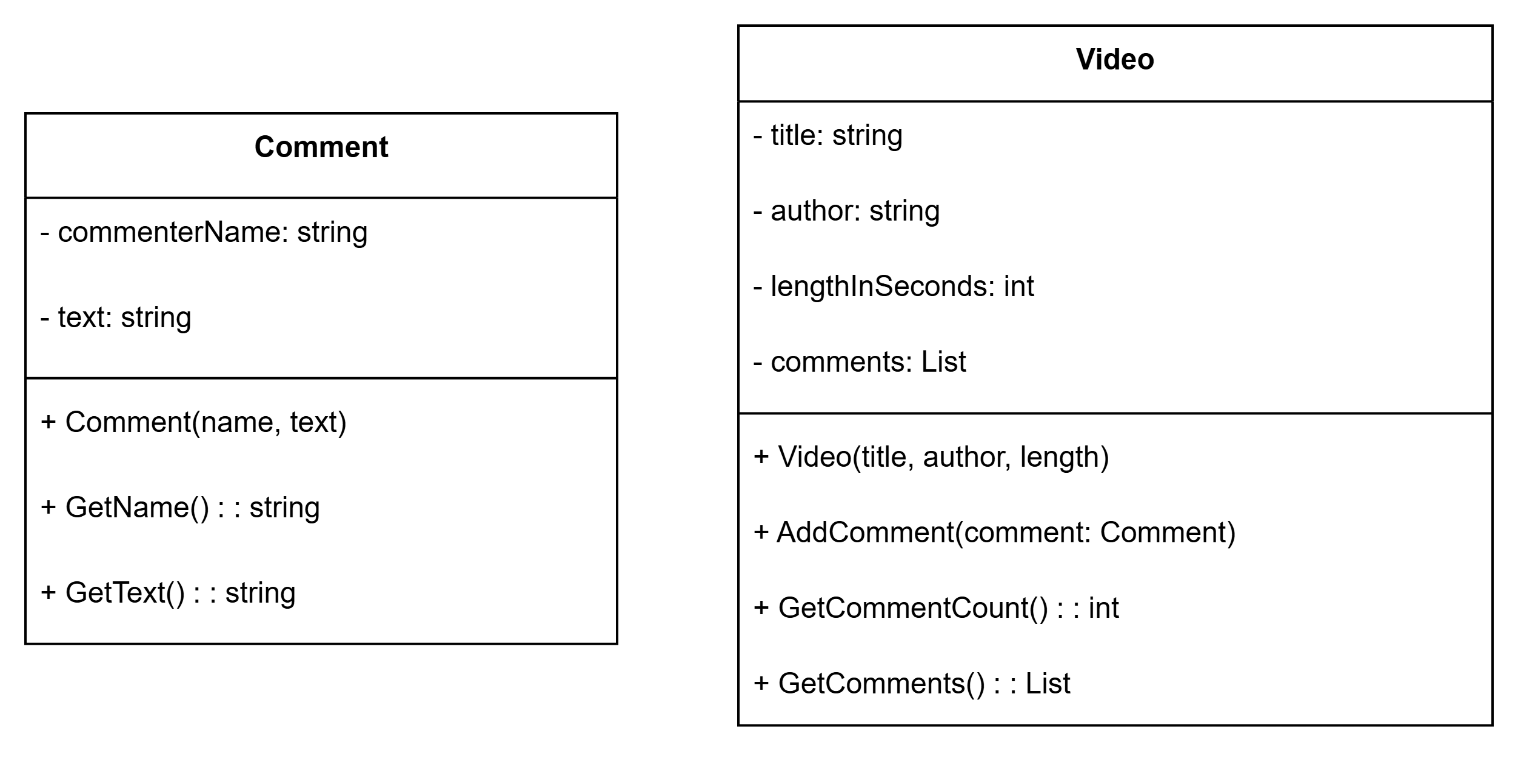 Comment
- commenterName: string
- text: string
+ Comment(name, text)
+ GetName() : : string
+ GetText() : : string
Video
- title: string
- author: string
- lengthInSeconds: int
- comments: List
+ Video(title, author, length)
+ AddComment(comment: Comment)
+ GetCommentCount() : : int
+ GetComments() : : List